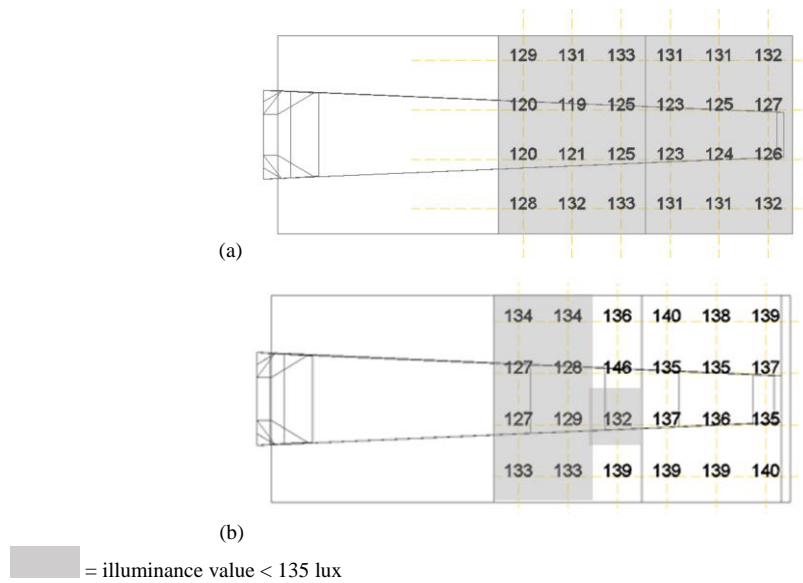 129 131 133 131 131 132
120 119 125 123 125 127
120 121 125 123 124 126
128 132 133 131 131 132
(a)
134 134 136 140 138 139
127 128 146 135 135 137
127 129 132 137 136 135
133 133 139 139 139 140
(b)
= illuminance value < 135 lux